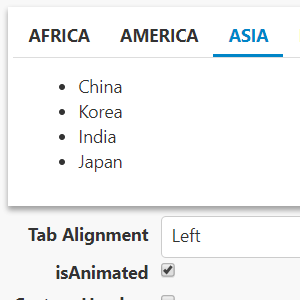 AFRICA AMERICA ASIA
China
Korea
India
Japan
Tab Alignment Left
isAnimated